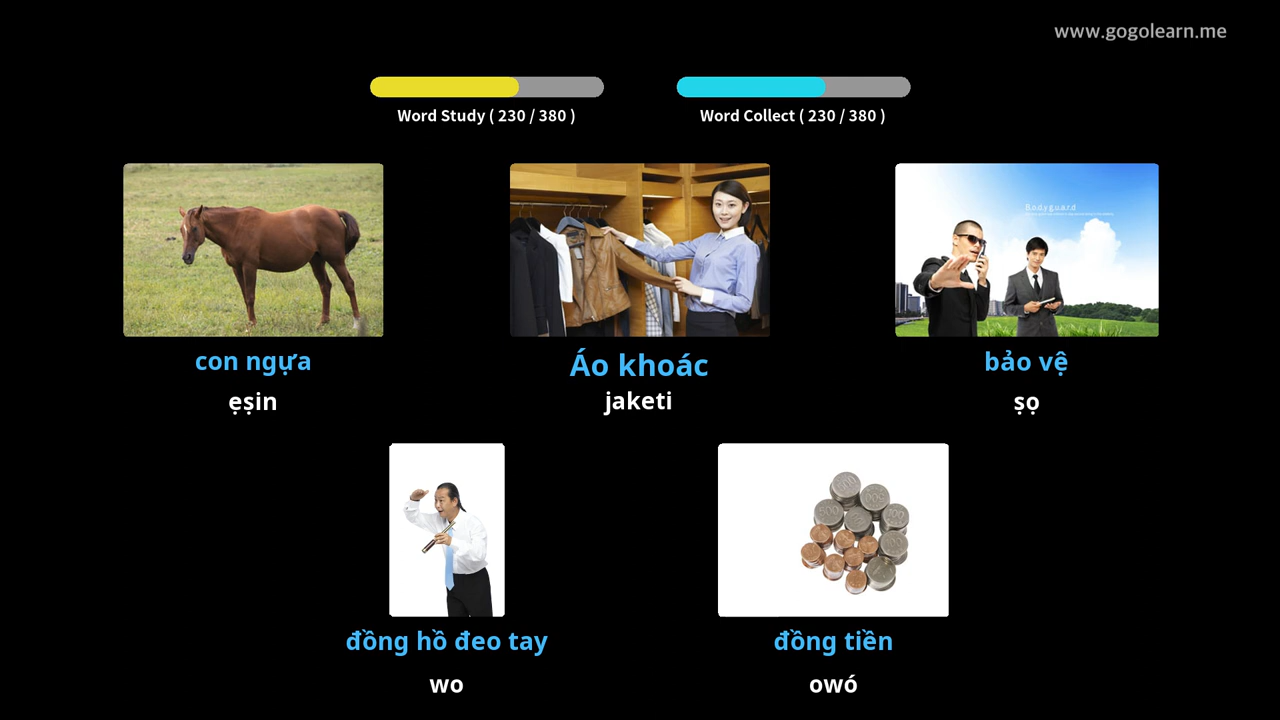 www.gogolearn.me
Word Study ( 230 / 380 )
Word Collect ( 230 / 380 )
Bodyguard
con ngựa
Áo khoác
bảo vệ
ẹṣin
jaketi
ṣọ
đồng hồ đeo tay
đồng tiền
wo
owó